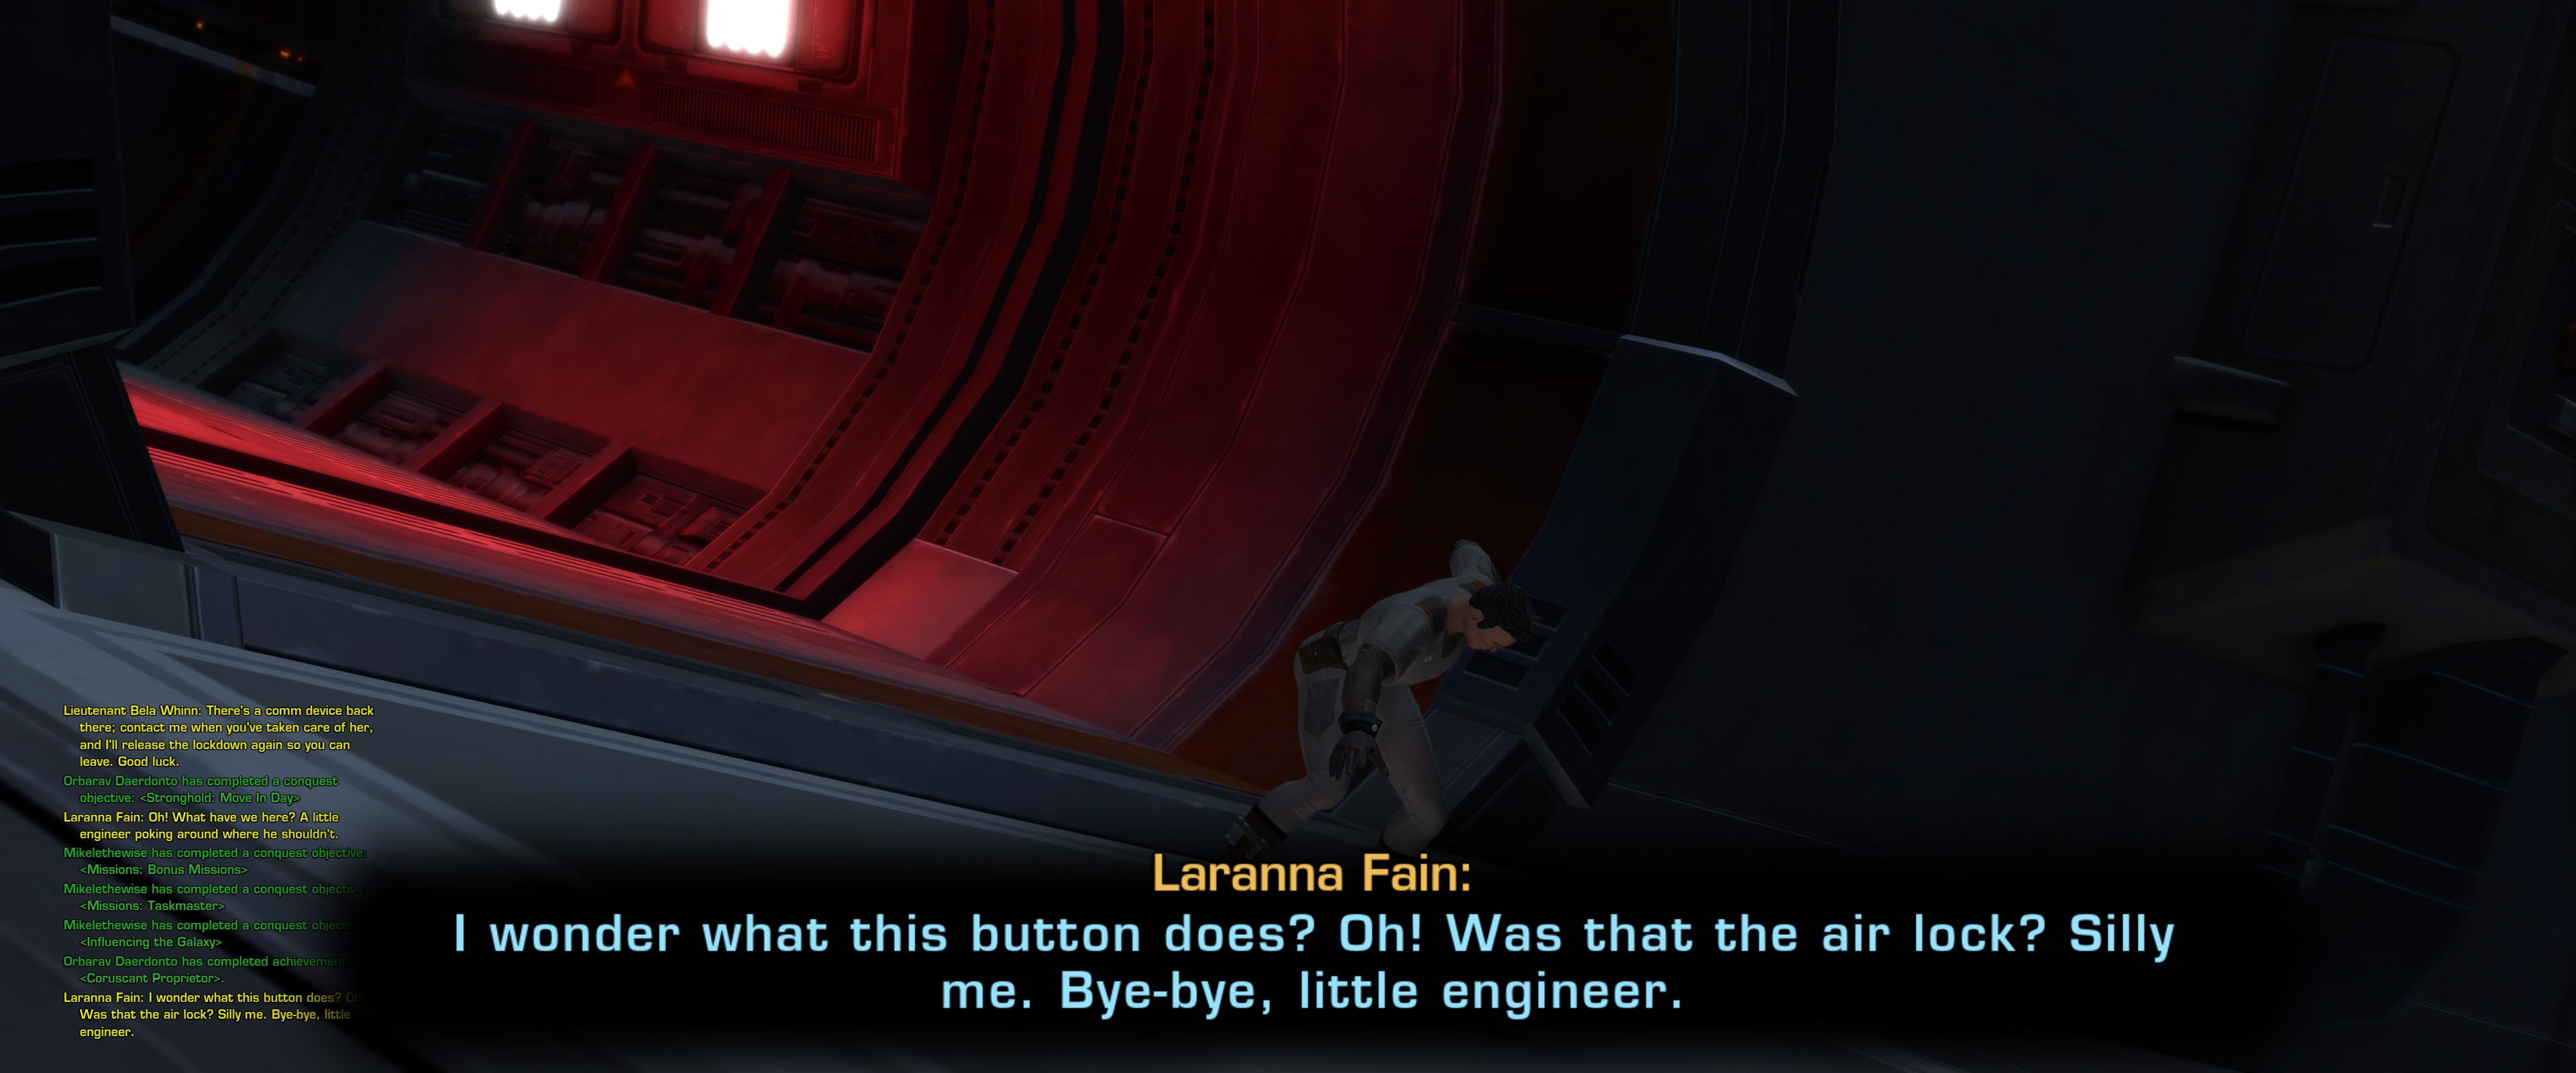 Lieutenant Bela Whinn: There's a comm device back
there; contact me when you've taken care of her,
and I'll release the lockdown again so you can
leave. Good luck.
Orbarav Daerdonto has completed a conquest
objective: <Stronghold: Move In Day>
Laranna Fain: Oh! What have we here? A little
engineer poking around where he shouldn't.
Mikelethewise has completed a conquest objective:
<Missions: Bonus Missions>
Mikelethewise has completed a conquest objective:
<Missions: Taskmaster>
Mikelethewise has completed a conquest objective:
<Influencing the Galaxy>
Orbarav Daerdonto has completed achievement
<Coruscant Proprietor>.
Laranna Fain: I wonder what this button does? Oh!
Was that the air lock? Silly me. Bye-bye, little
engineer.
Laranna Fain:
I wonder what this button does? Oh! Was that the air lock? Silly
me. Bye-bye, little engineer.